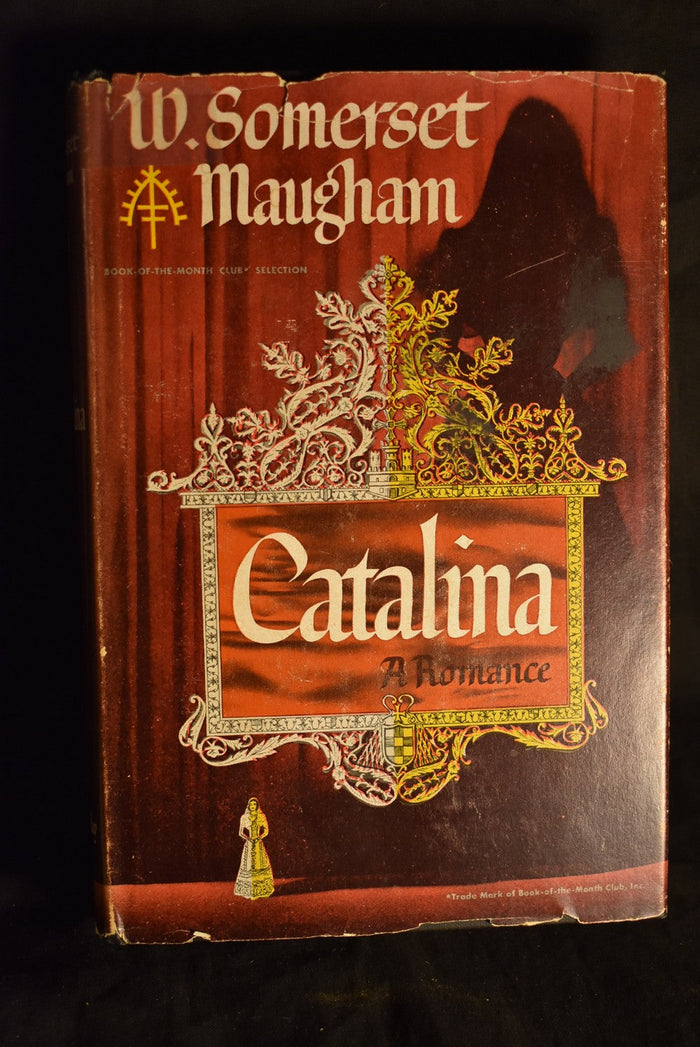 W. Somerset
Maugham
BOOK-OF-THE-MONTH CLUB* SELECTION
Catalina
A Romance
*Trade Mark of Book-of-the-Month Club, Inc.